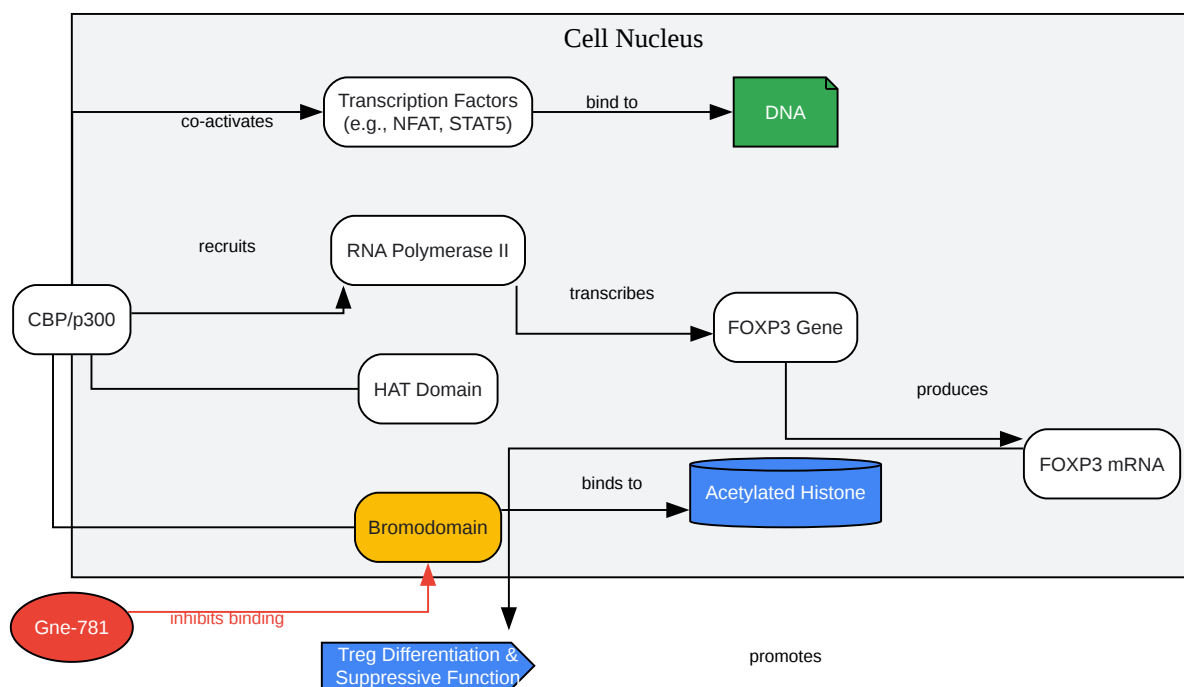 Cell Nucleus
Transcription Factors
(e.g., NFAT, STAT5)
bind to
DNA
co-activates
recruits
RNA Polymerase II
transcribes
CBP/p300
FOXP3 Gene
HAT Domain
produces
FOXP3 mRNA
binds to
Acetylated Histone
Bromodomain
Gne-781
inhibits binding
Treg Differentiation &
Suppressive Function
promotes